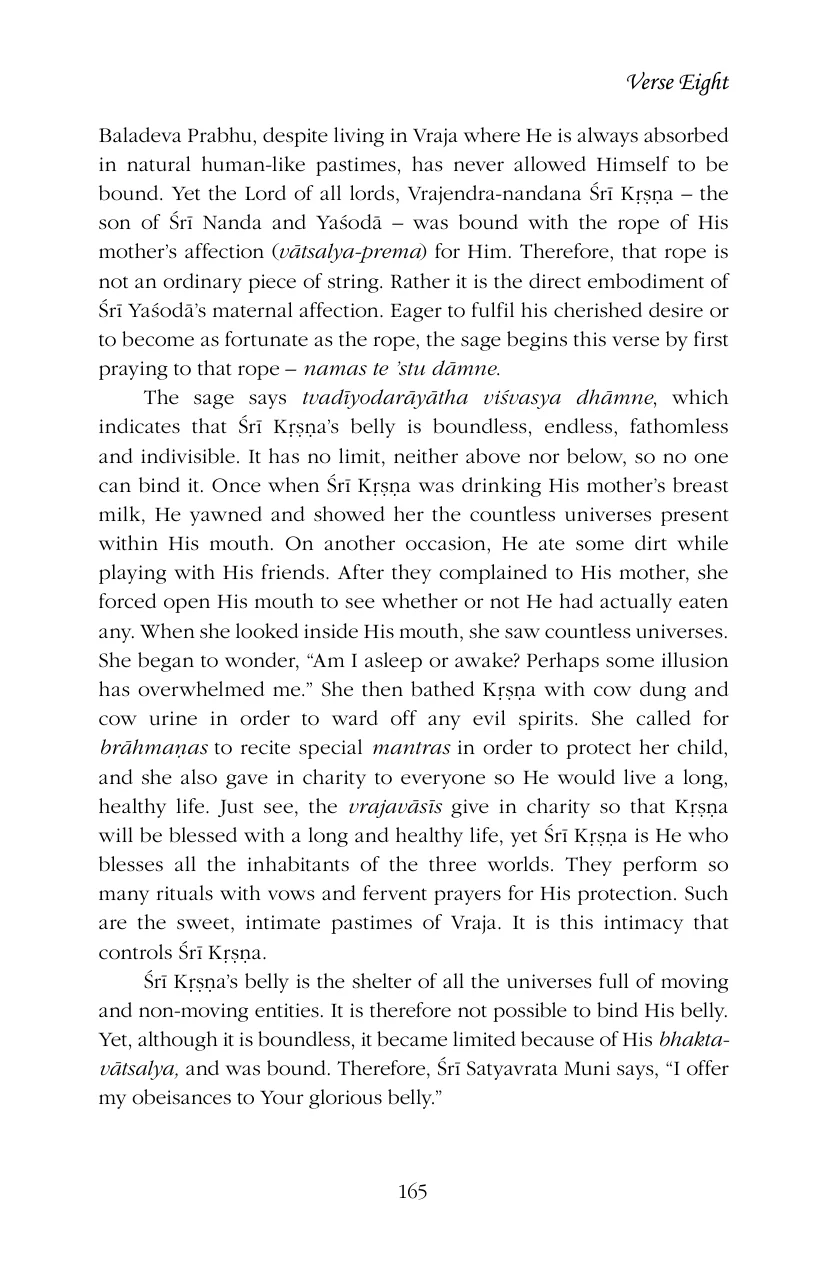 Verse Eight
Baladeva Prabhu, despite living in Vraja where He is always absorbed
in natural human-like pastimes, has never allowed Himself to be
bound. Yet the Lord of all lords, Vrajendra-nandana Śrī Kṛṣṇa – the
son of Śrī Nanda and Yaśodā – was bound with the rope of His
mother’s affection (vātsalya-prema) for Him. Therefore, that rope is
not an ordinary piece of string. Rather it is the direct embodiment of
Śrī Yaśodā’s maternal affection. Eager to fulfil his cherished desire or
to become as fortunate as the rope, the sage begins this verse by first
praying to that rope – namas te ’stu dāmne.
The sage says tvadīyodarāyātha viśvasya dhāmne, which
indicates that Śrī Kṛṣṇa’s belly is boundless, endless, fathomless
and indivisible. It has no limit, neither above nor below, so no one
can bind it. Once when Śrī Kṛṣṇa was drinking His mother’s breast
milk, He yawned and showed her the countless universes present
within His mouth. On another occasion, He ate some dirt while
playing with His friends. After they complained to His mother, she
forced open His mouth to see whether or not He had actually eaten
any. When she looked inside His mouth, she saw countless universes.
She began to wonder, “Am I asleep or awake? Perhaps some illusion
has overwhelmed me.” She then bathed Kṛṣṇa with cow dung and
cow urine in order to ward off any evil spirits. She called for
brāhmaṇas to recite special mantras in order to protect her child,
and she also gave in charity to everyone so He would live a long,
healthy life. Just see, the vrajavāsīs give in charity so that Kṛṣṇa
will be blessed with a long and healthy life, yet Śrī Kṛṣṇa is He who
blesses all the inhabitants of the three worlds. They perform so
many rituals with vows and fervent prayers for His protection. Such
are the sweet, intimate pastimes of Vraja. It is this intimacy that
controls Śrī Kṛṣṇa.
Śrī Kṛṣṇa’s belly is the shelter of all the universes full of moving
and non-moving entities. It is therefore not possible to bind His belly.
Yet, although it is boundless, it became limited because of His bhakta-
vātsalya, and was bound. Therefore, Śrī Satyavrata Muni says, “I offer
my obeisances to Your glorious belly.”
165